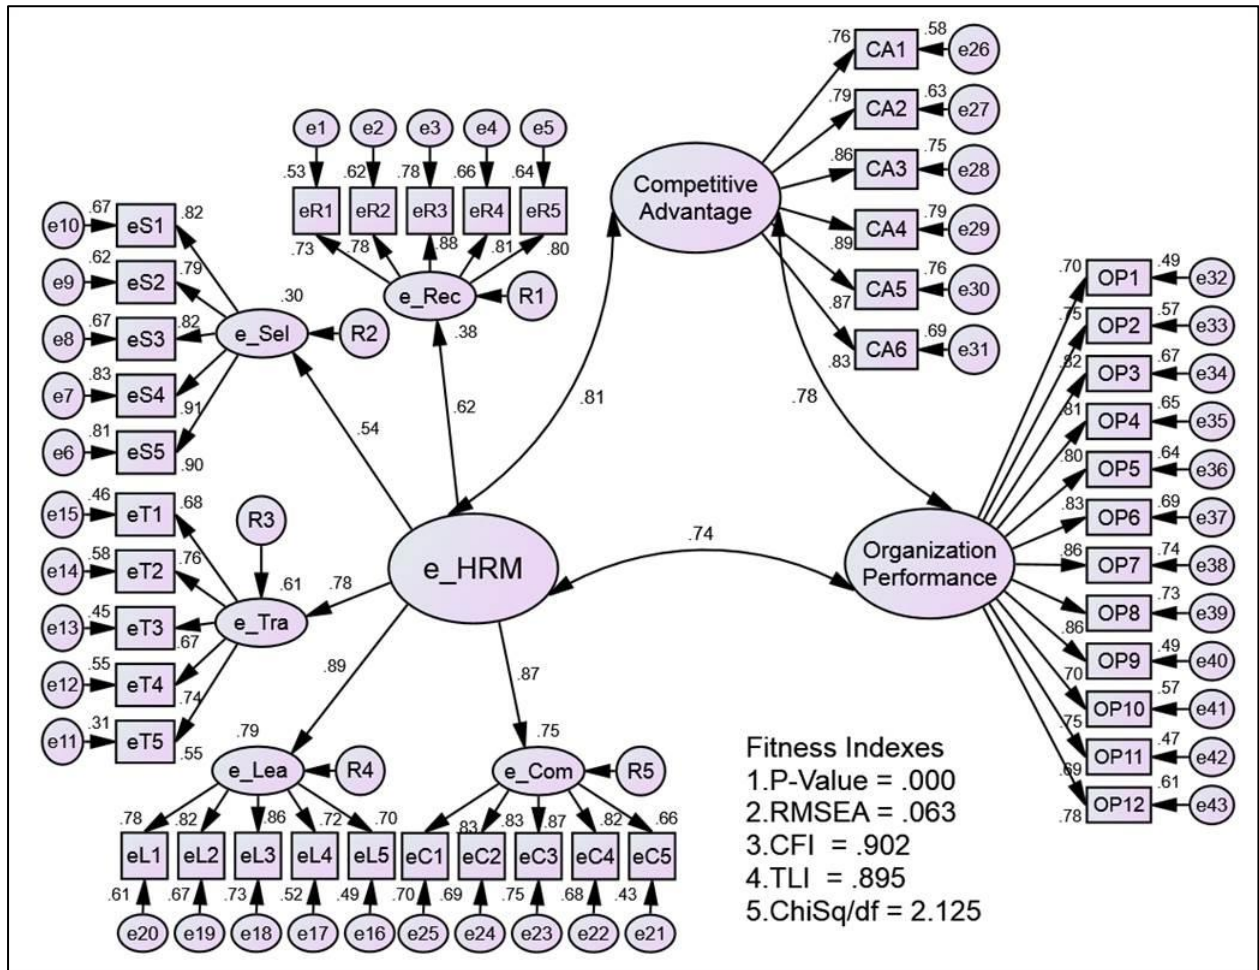 .76
CA1
.58
e26
.79
CA2
.63
e27
.86
CA3
.75
e28
CA4
.79
e29
.89
CA5
.76
e30
.87
CA6
.69
e31
.83
Competitive
Advantage
e1
e2
e3
e4
e5
.53
.62
.78
.66
.64
eR1
eR2
eR3
eR4
eR5
.73
.78
.88
.81
.80
e_Rec
R1
.38
e10
.67
eS1
.82
e9
.62
eS2
.79
e8
.67
eS3
.82
e7
.83
eS4
.91
e6
.81
eS5
.90
.30
e_Sel
R2
.54
.62
.81
.78
.70
OP1
.49
e32
.75
OP2
.57
e33
.82
OP3
.67
e34
.81
OP4
.65
e35
.80
OP5
.64
e36
.83
OP6
.69
e37
.86
OP7
.74
e38
OP8
.73
e39
.86
OP9
.49
e40
.70
OP10
.57
e41
.75
OP11
.47
e42
.69
OP12
.61
e43
.78
Organization
Performance
e15
.46
eT1
.68
e14
.58
eT2
.76
e13
.45
eT3
.67
e12
.55
eT4
.74
e11
.31
eT5
.55
R3
.61
e_Tra
.78
e_HRM
.74
.89
.87
.79
e_Lea
R4
.75
e_Com
R5
.78
.82
.86
.72
.70
.83
.83
.87
.82
.66
eL1
eL2
eL3
eL4
eL5
eC1
eC2
eC3
eC4
eC5
.61
.67
.73
.52
.49
.70
.69
.75
.68
.43
e20
e19
e18
e17
e16
e25
e24
e23
e22
e21
Fitness Indexes
1.P-Value = .000
2.RMSEA = .063
3.CFI = .902
4.TLI = .895
5.ChiSq/df = 2.125